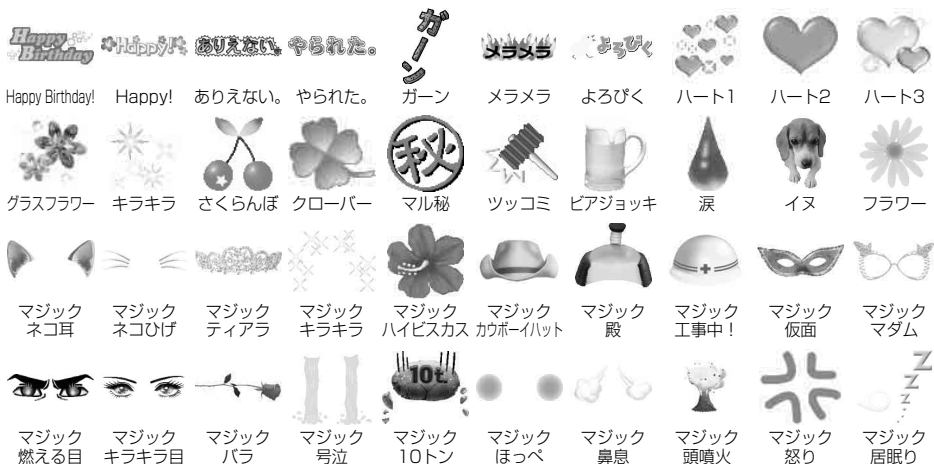 Happy Birthday
Happy!
ありえない。
やられた。
ガーン
メラメラ
よろぴく
Happy Birthday! Happy! ありえない。 やられた。 ガーン メラメラ よろぴく ハート1 ハート2 ハート3
秘
グラスフラワー キラキラ さくらんぼ クローバー マル秘 ツッコミ ビアジョッキ 涙 イヌ フラワー
マジック マジック マジック マジック マジック マジック マジック マジック マジック マジック
ネコ耳 ネコひげ ティアラ キラキラ ハイビスカス カウボーイハット 殿 工事中! 仮面 マダム
10t.
zzz
マジック マジック マジック マジック マジック マジック マジック マジック マジック マジック
燃える目 キラキラ目 バラ 号泣 10トン ほっぺ 鼻息 頭噴火 怒り 居眠り